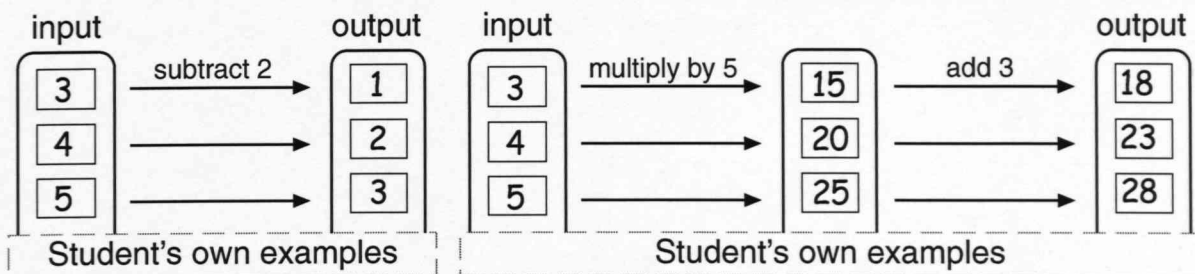 input output input output
subtract 2 multiply by 5 add 3
3 1 3 15 18
4 2 4 20 23
5 3 5 25 28
Student's own examples Student's own examples